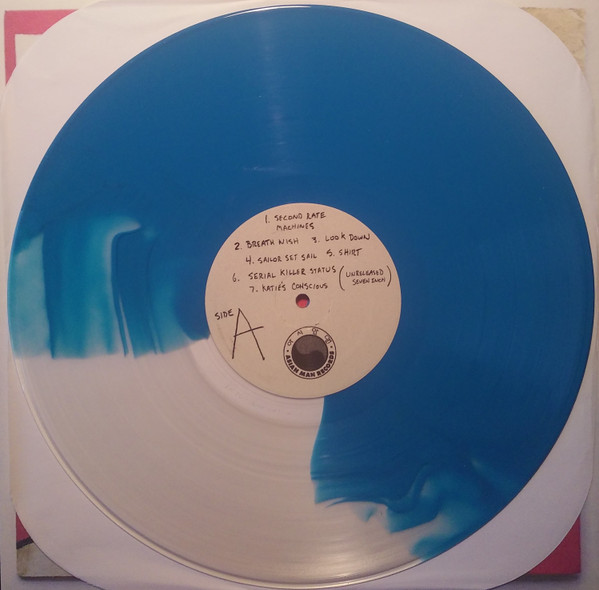 1. SECOND RATE
MACHINES
2. BREATH WISH 3. LOOK DOWN
4. SAILOR SET SAIL 5. SHIRT
6. SERIAL KILLER STATUS (UNRELEASED
7. KATIE'S CONSCIOUS SEVEN INCH)
SIDE A
ASIAN MAN RECORDS